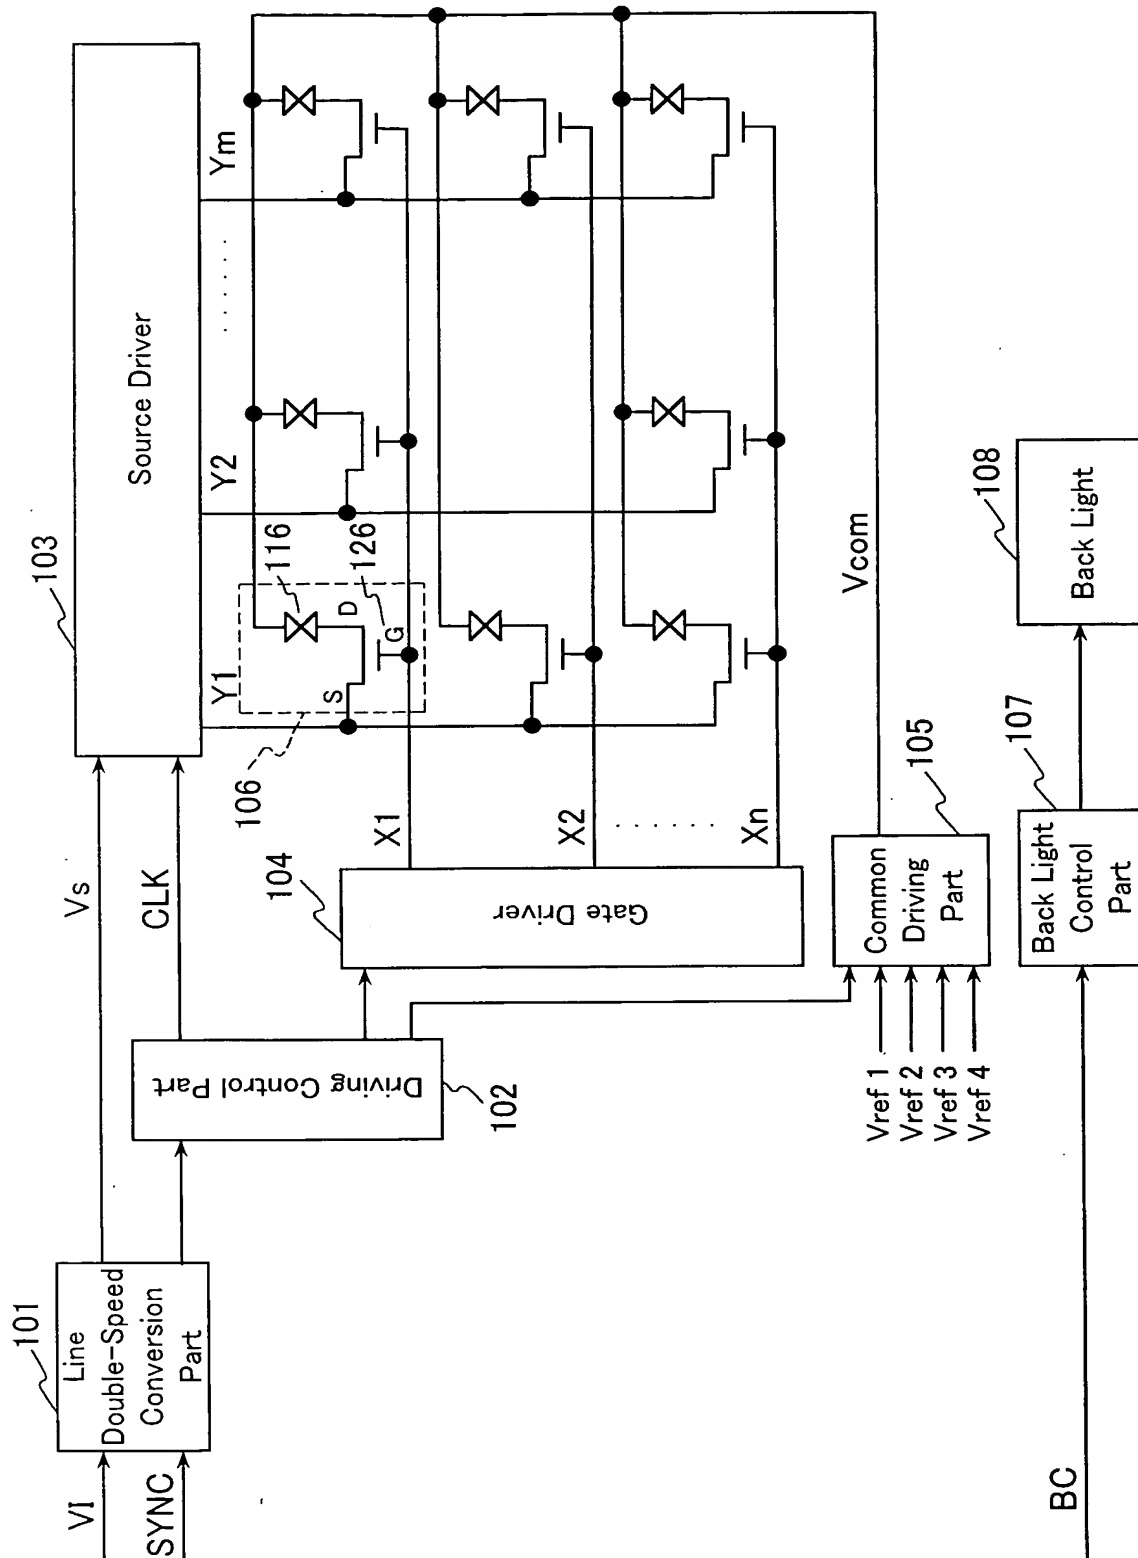 VI
SYNC
101
Line
Double-Speed
Conversion
Part
Vs
CLK
Driving Control Part
102
103
Source Driver
104
Gate Driver
Y1
Y2
. . . . . .
Ym
X1
X2
. . . . . . .
Xn
106
116
126
S
D
G
Vref 1
Vref 2
Vref 3
Vref 4
Common
Driving
Part
105
Vcom
BC
Back Light
Control
Part
107
Back Light
108